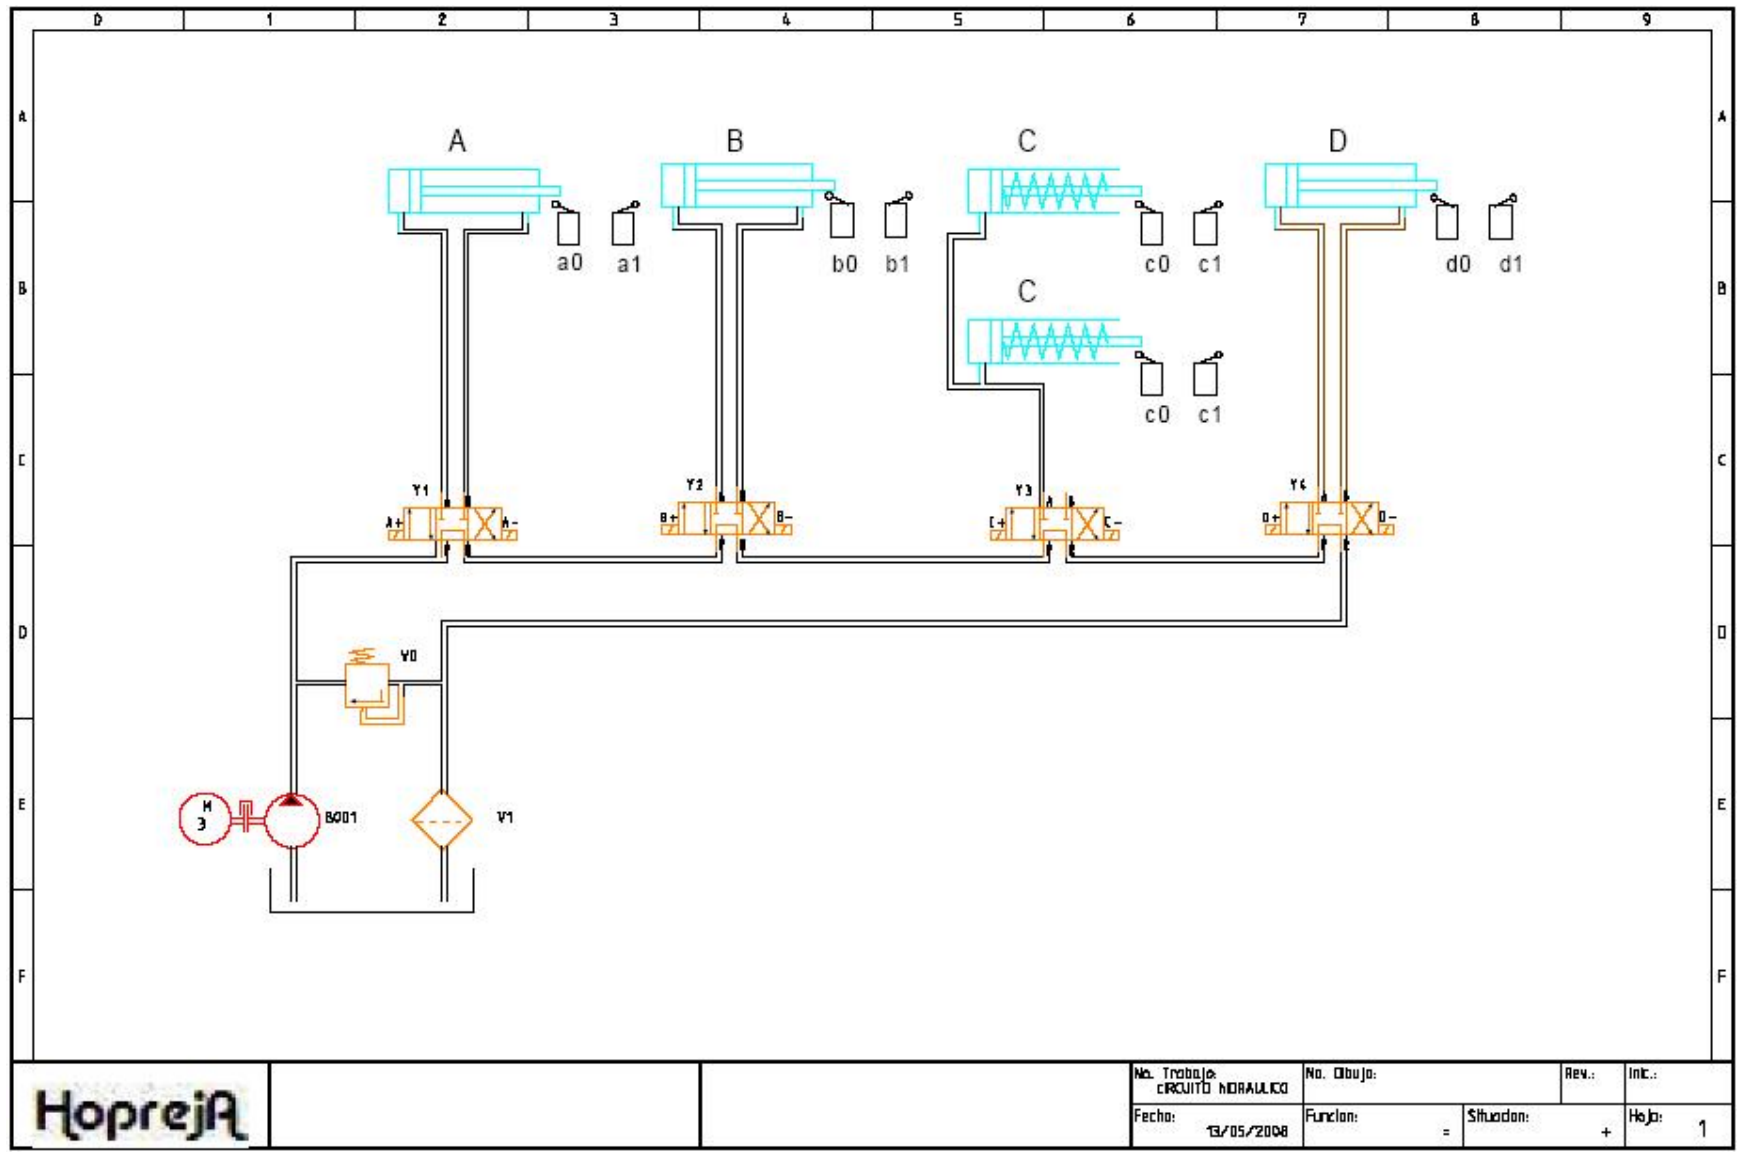 0 1 2 3 4 5 6 7 8 9
A A
A B C D
a0 a1 b0 b1 c0 c1 d0 d1
B B
C
c0 c1
C C
Y1 Y2 Y3 Y4
A+ A- B+ B- C+ C- D+ D-
D D
V0
M
3
B001
V1
E E
F F
HoprejA
No. Trabajo:
CIRCUITO HIDRAULICO
No. Dibujo:
Rev.:
Inic.:
Fecha:
13/05/2008
Funcion:
=
Situacion:
+
Hoja:
1